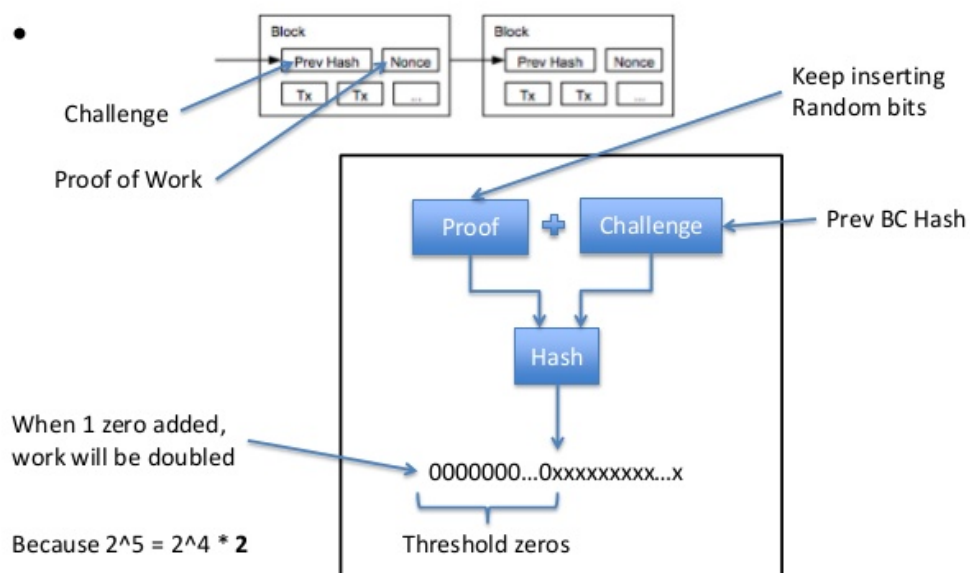 •
Block
Prev Hash
Nonce
Tx
Tx
...
Block
Prev Hash
Nonce
Tx
Tx
...
Challenge
Proof of Work
Keep inserting
Random bits
Proof
Challenge
Prev BC Hash
Hash
When 1 zero added,
work will be doubled
0000000...0xxxxxxxxx...x
Because 2^5 = 2^4 * 2
Threshold zeros